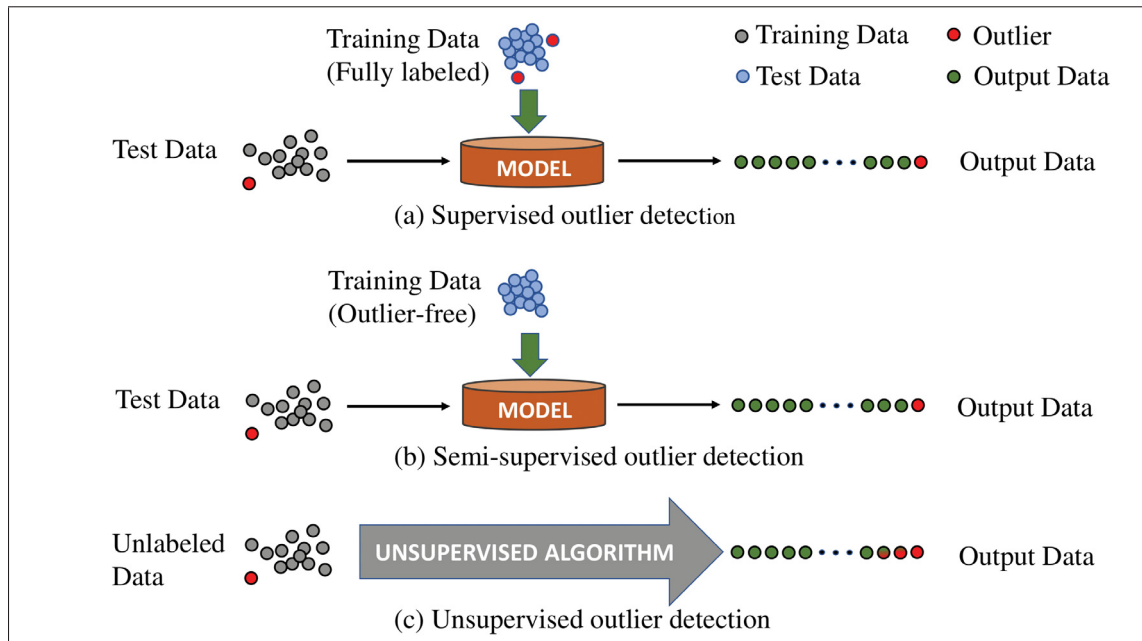 Training Data
(Fully labeled)
Training Data
Outlier
Test Data
Output Data
Test Data
MODEL
Output Data
(a) Supervised outlier detection
Training Data
(Outlier-free)
Test Data
MODEL
Output Data
(b) Semi-supervised outlier detection
Unlabeled
Data
UNSUPERVISED ALGORITHM
Output Data
(c) Unsupervised outlier detection